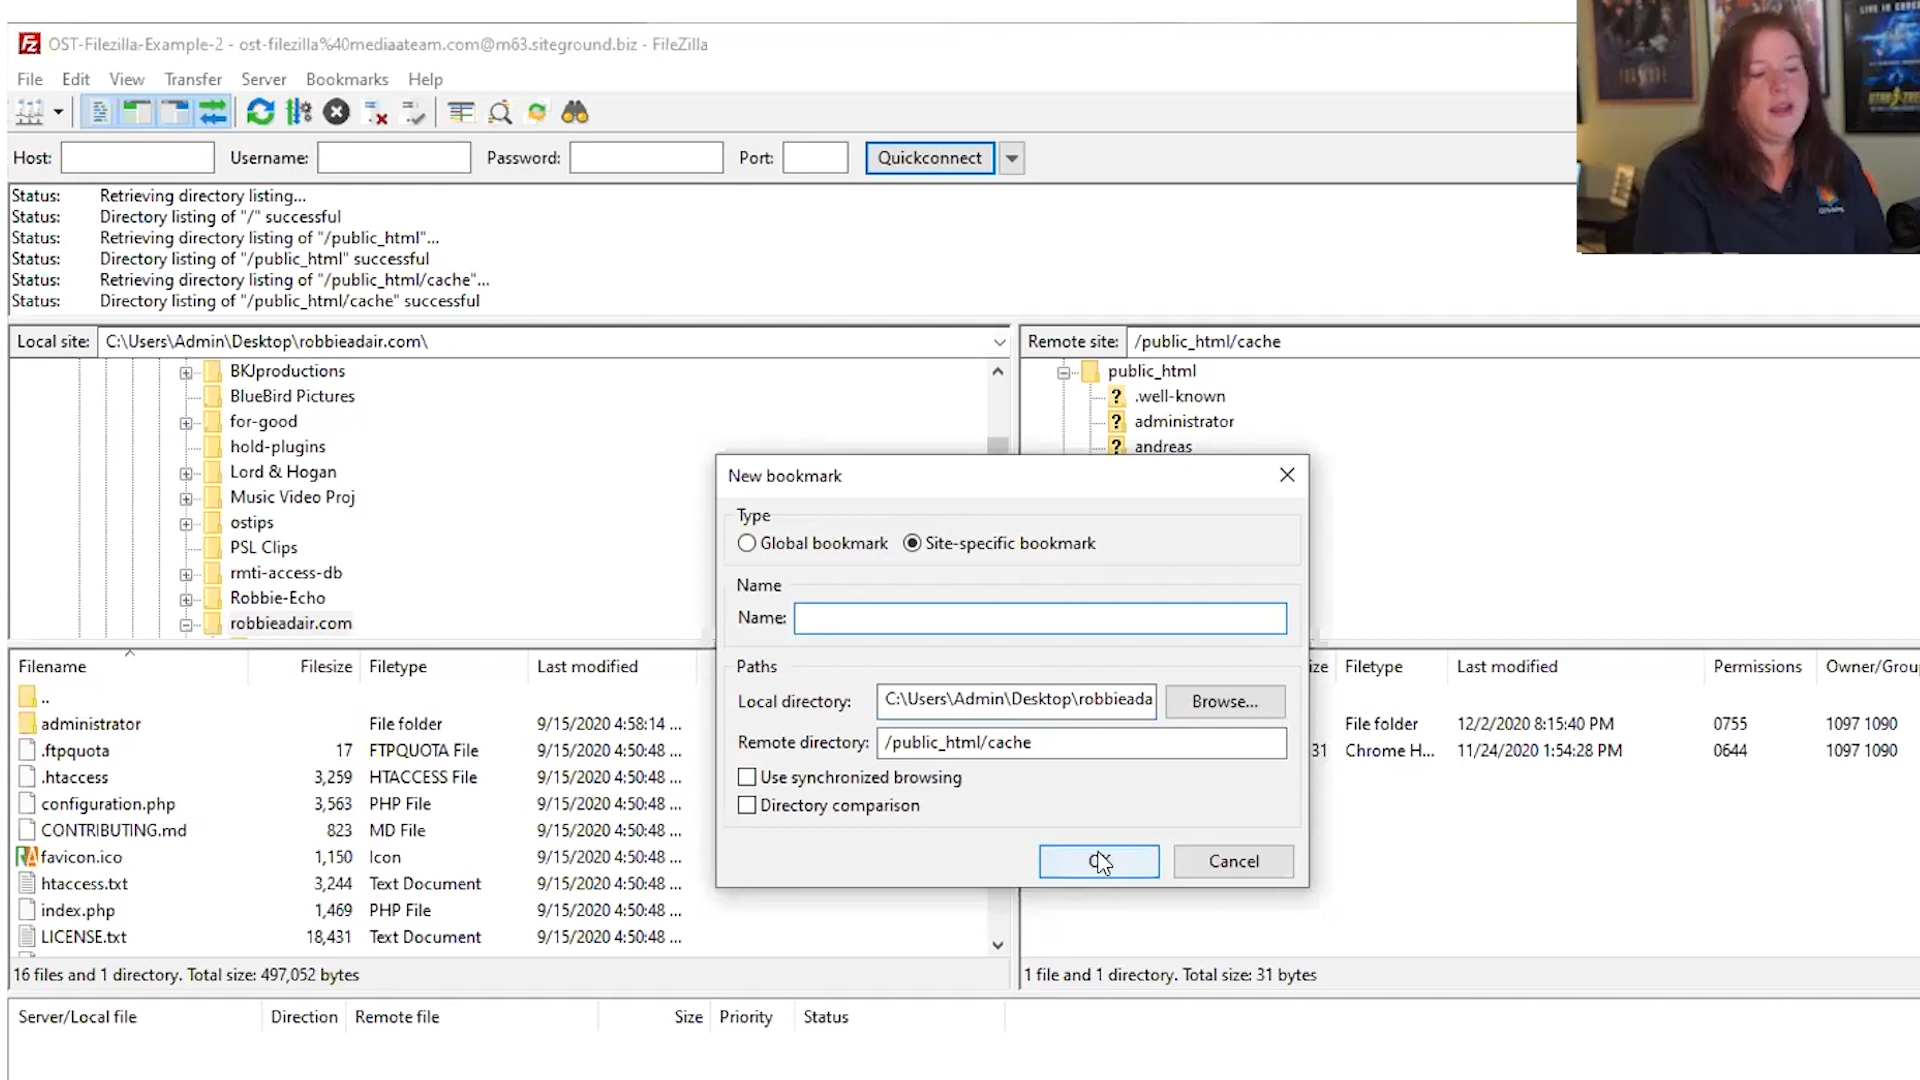 OST-Filezilla-Example-2 - ost-filezilla%40mediaateam.com@m63.siteground.biz - FileZilla
File Edit View Transfer Server Bookmarks Help
Host: Username: Password: Port: Quickconnect
Status: Retrieving directory listing...
Status: Directory listing of "/" successful
Status: Retrieving directory listing of "/public_html"...
Status: Directory listing of "/public_html" successful
Status: Retrieving directory listing of "/public_html/cache"...
Status: Directory listing of "/public_html/cache" successful
Local site: C:\Users\Admin\Desktop\robbieadair.com\
BKJproductions
BlueBird Pictures
for-good
hold-plugins
Lord & Hogan
Music Video Proj
ostips
PSL Clips
rmti-access-db
Robbie-Echo
robbieadair.com
Remote site: /public_html/cache
public_html
.well-known
administrator
andreas
New bookmark
Type
Global bookmark Site-specific bookmark
Name
Name:
Paths
Local directory: C:\Users\Admin\Desktop\robbieada Browse...
Remote directory: /public_html/cache
Use synchronized browsing
Directory comparison
Cancel
Filename Filesize Filetype Last modified
..
administrator File folder 9/15/2020 4:58:14 ...
.ftpquota 17 FTPQUOTA File 9/15/2020 4:50:48 ...
.htaccess 3,259 HTACCESS File 9/15/2020 4:50:48 ...
configuration.php 3,563 PHP File 9/15/2020 4:50:48 ...
CONTRIBUTING.md 823 MD File 9/15/2020 4:50:48 ...
favicon.ico 1,150 Icon 9/15/2020 4:50:48 ...
htaccess.txt 3,244 Text Document 9/15/2020 4:50:48 ...
index.php 1,469 PHP File 9/15/2020 4:50:48 ...
LICENSE.txt 18,431 Text Document 9/15/2020 4:50:48 ...
16 files and 1 directory. Total size: 497,052 bytes
ize Filetype Last modified Permissions Owner/Group
File folder 12/2/2020 8:15:40 PM 0755 1097 1090
31 Chrome H... 11/24/2020 1:54:28 PM 0644 1097 1090
1 file and 1 directory. Total size: 31 bytes
Server/Local file Direction Remote file Size Priority Status